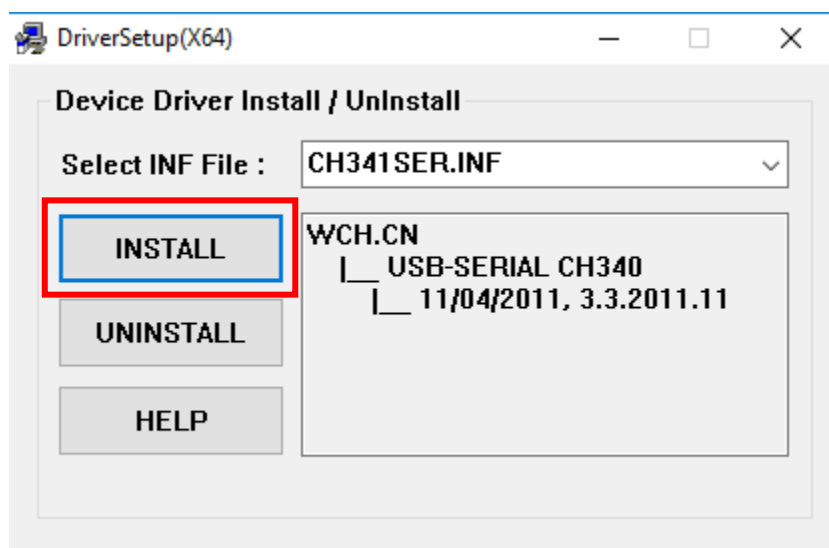 DriverSetup(X64)
Device Driver Install / UnInstall
Select INF File :
CH341SER.INF
INSTALL
WCH.CN
|__ USB-SERIAL CH340
|__ 11/04/2011, 3.3.2011.11
UNINSTALL
HELP